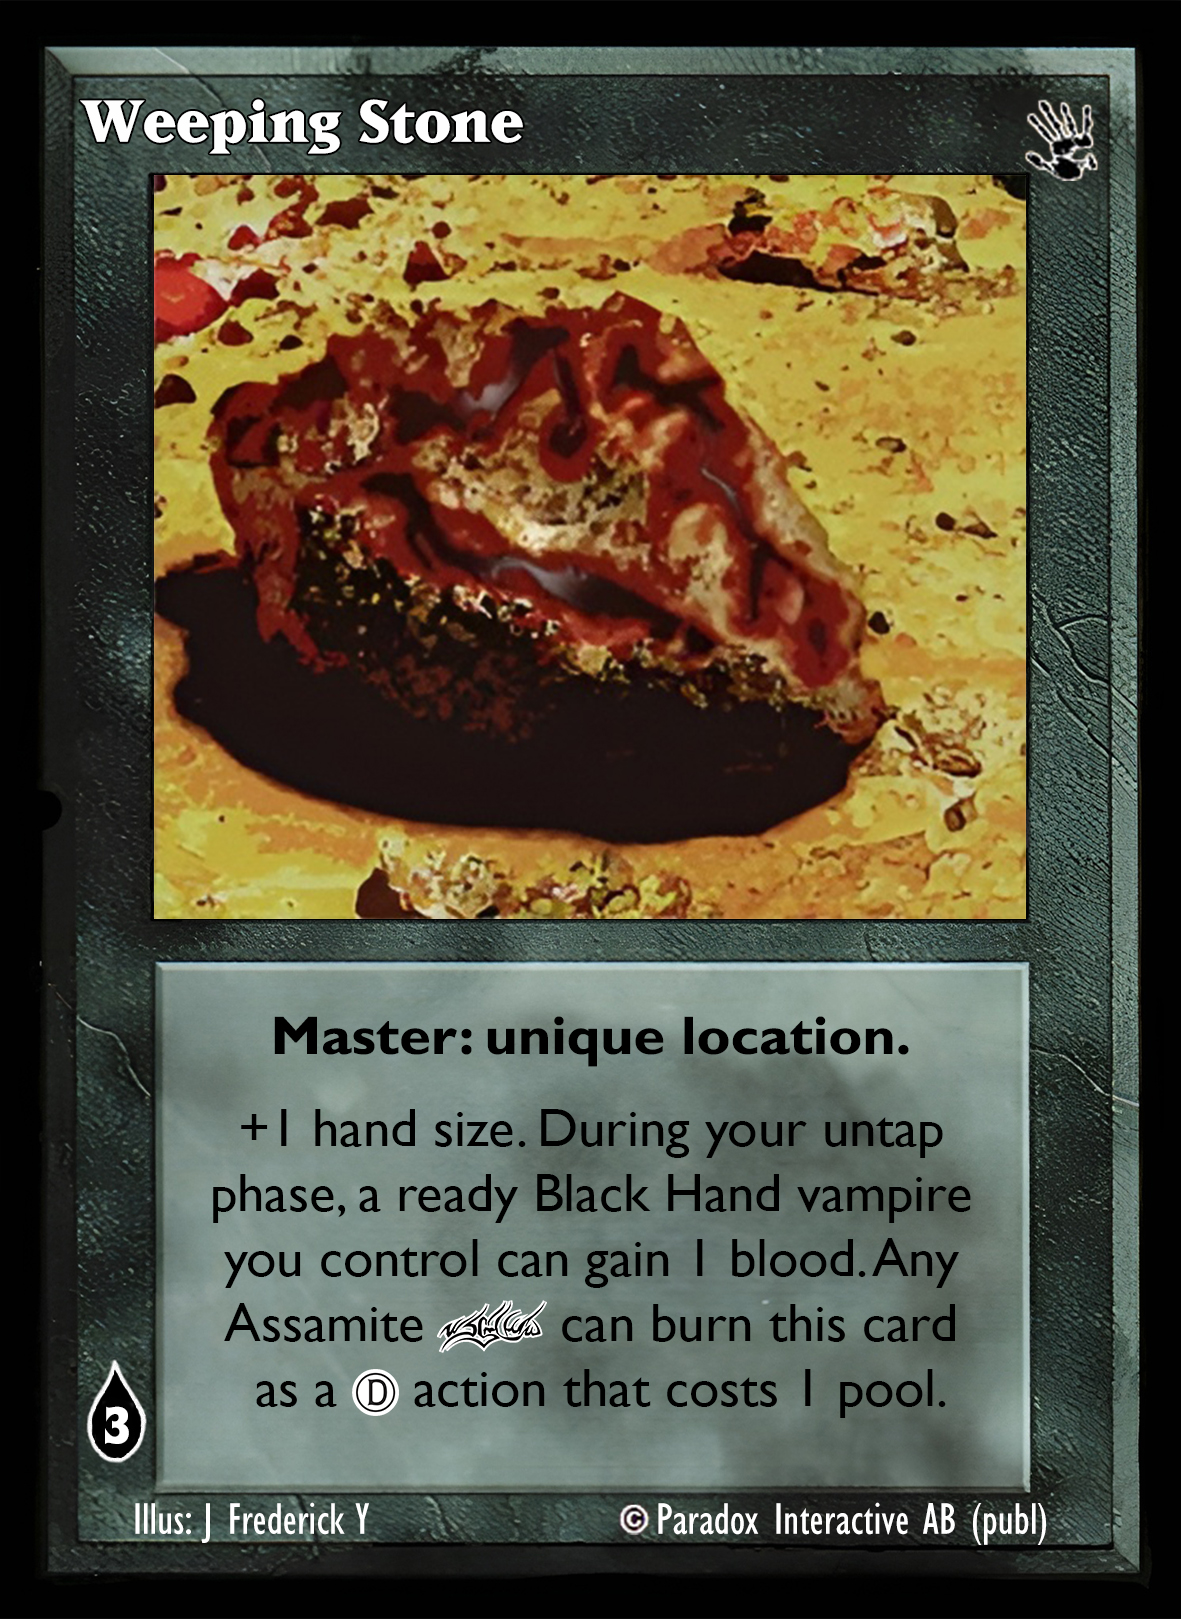 Weeping Stone
Master: unique location.
+1 hand size. During your untap
phase, a ready Black Hand vampire
you control can gain 1 blood. Any
Assamite can burn this card
as a D action that costs 1 pool.
3
Illus: J Frederick Y
© Paradox Interactive AB (publ)